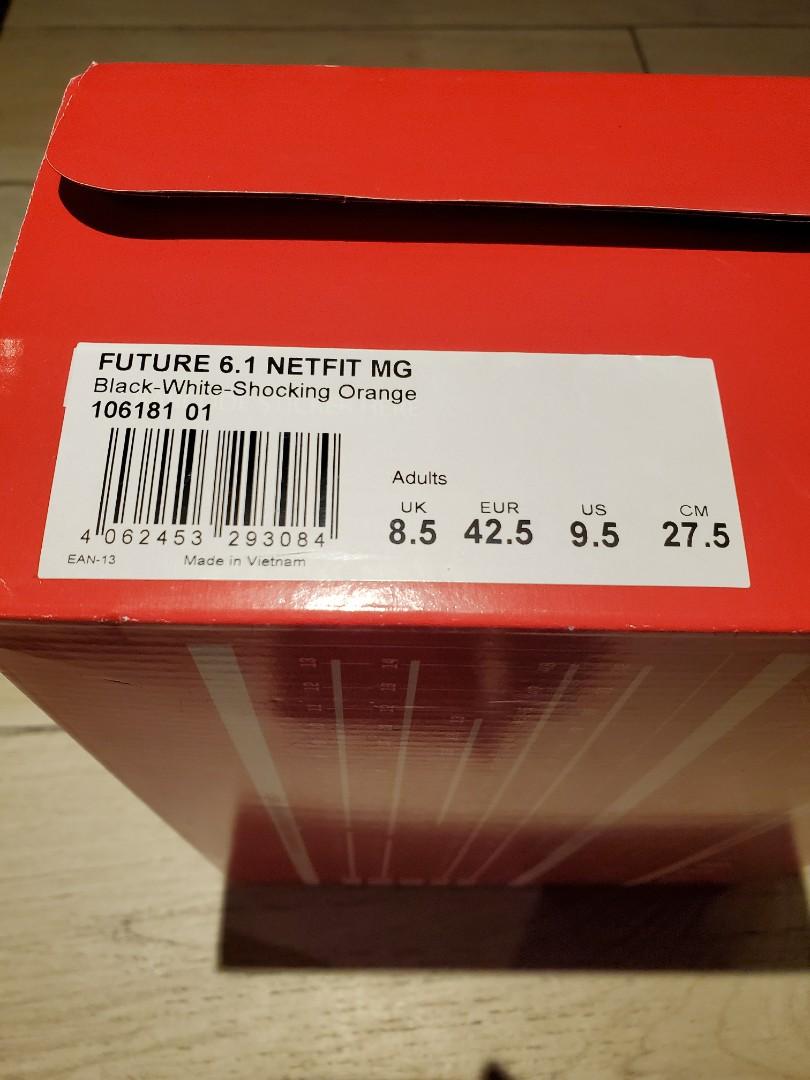 FUTURE 6.1 NETFIT MG
Black-White-Shocking Orange
106181 01
4 062453 293084
EAN-13 Made in Vietnam
Adults
UK EUR US CM
8.5 42.5 9.5 27.5